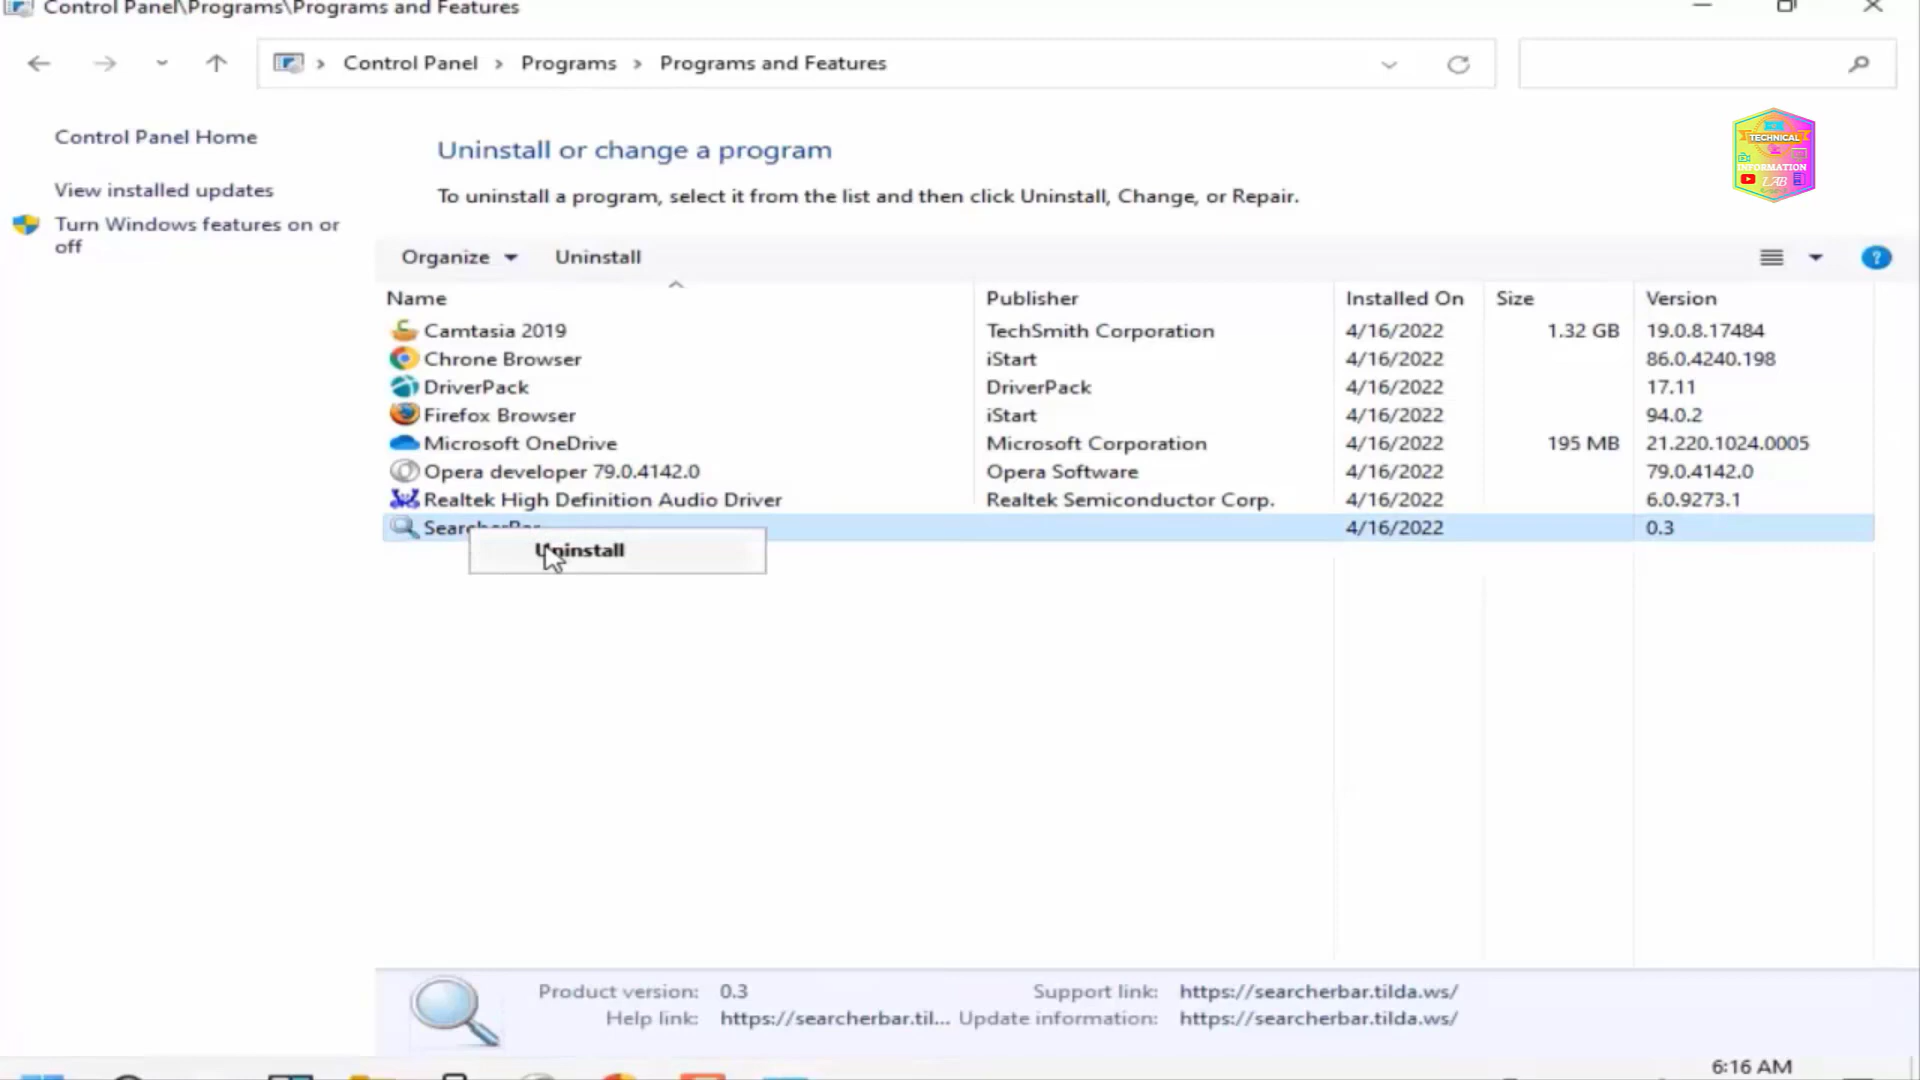 Control Panel\Programs\Programs and Features
Control Panel > Programs > Programs and Features
Control Panel Home
View installed updates
Turn Windows features on or
off
Uninstall or change a program
To uninstall a program, select it from the list and then click Uninstall, Change, or Repair.
TECHNICAL
INFORMATION
LAB
Organize Uninstall
?
Name Publisher Installed On Size Version
Camtasia 2019 TechSmith Corporation 4/16/2022 1.32 GB 19.0.8.17484
Chrone Browser iStart 4/16/2022 86.0.4240.198
DriverPack DriverPack 4/16/2022 17.11
Firefox Browser iStart 4/16/2022 94.0.2
Microsoft OneDrive Microsoft Corporation 4/16/2022 195 MB 21.220.1024.0005
Opera developer 79.0.4142.0 Opera Software 4/16/2022 79.0.4142.0
Realtek High Definition Audio Driver Realtek Semiconductor Corp. 4/16/2022 6.0.9273.1
SearcherBar 4/16/2022 0.3
Uninstall
Product version: 0.3 Support link: https://searcherbar.tilda.ws/
Help link: https://searcherbar.til... Update information: https://searcherbar.tilda.ws/
6:16 AM